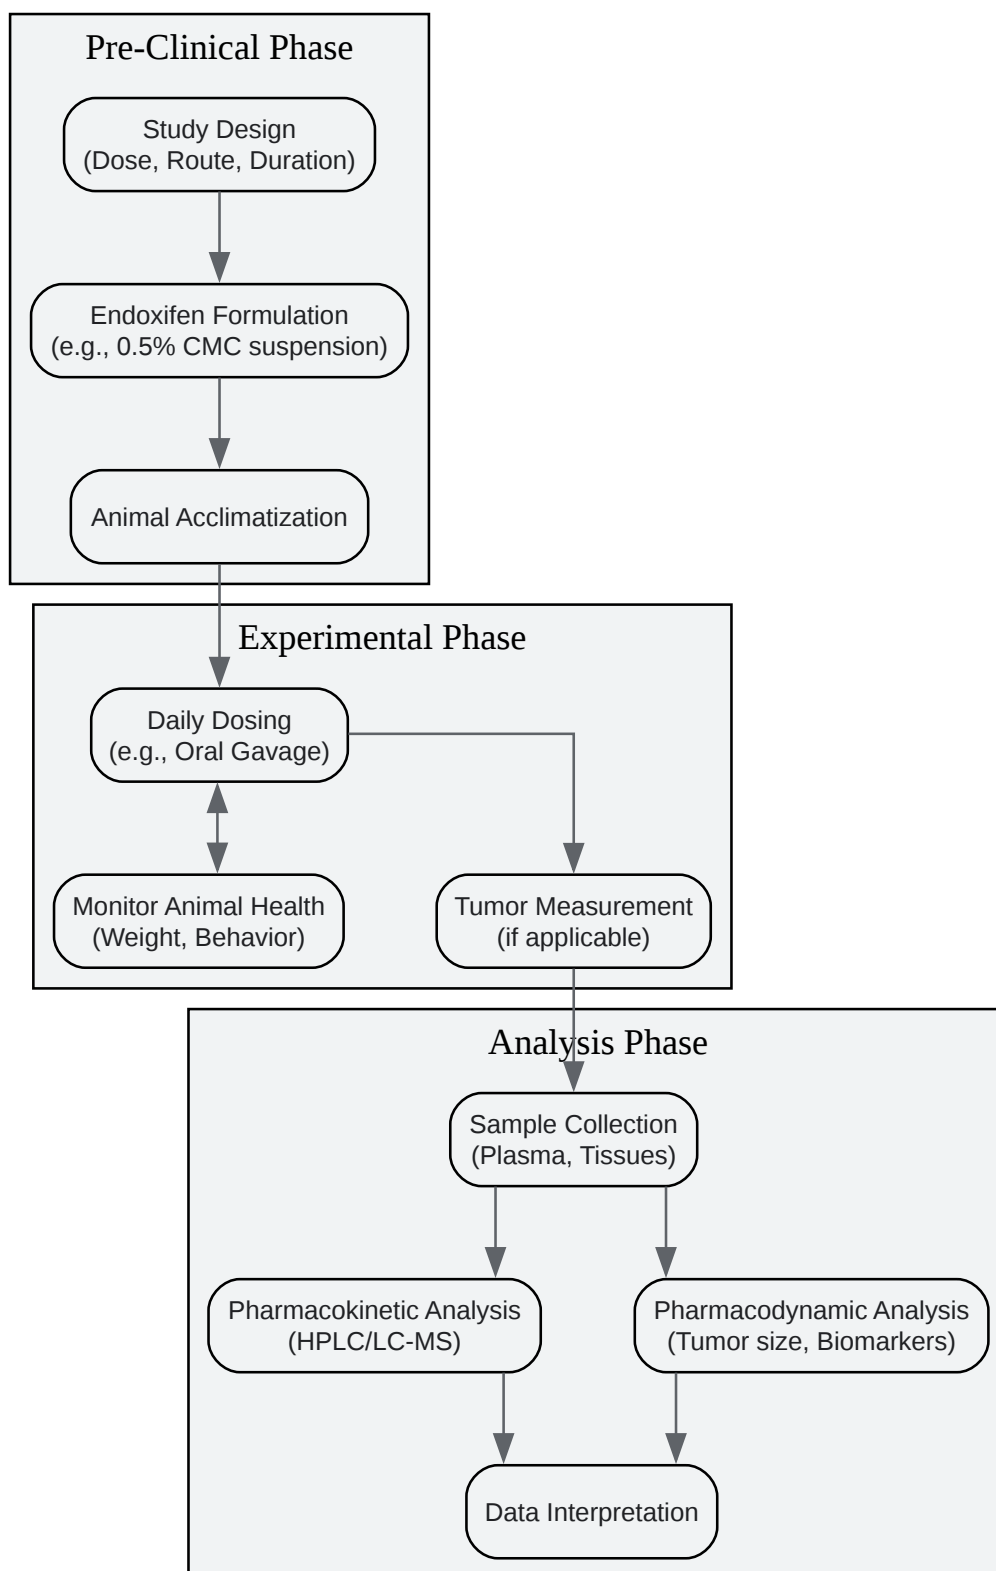 Pre-Clinical Phase
Study Design
(Dose, Route, Duration)
Endoxifen Formulation
(e.g., 0.5% CMC suspension)
Animal Acclimatization
Experimental Phase
Daily Dosing
(e.g., Oral Gavage)
Monitor Animal Health
(Weight, Behavior)
Tumor Measurement
(if applicable)
Analysis Phase
Sample Collection
(Plasma, Tissues)
Pharmacokinetic Analysis
(HPLC/LC-MS)
Pharmacodynamic Analysis
(Tumor size, Biomarkers)
Data Interpretation